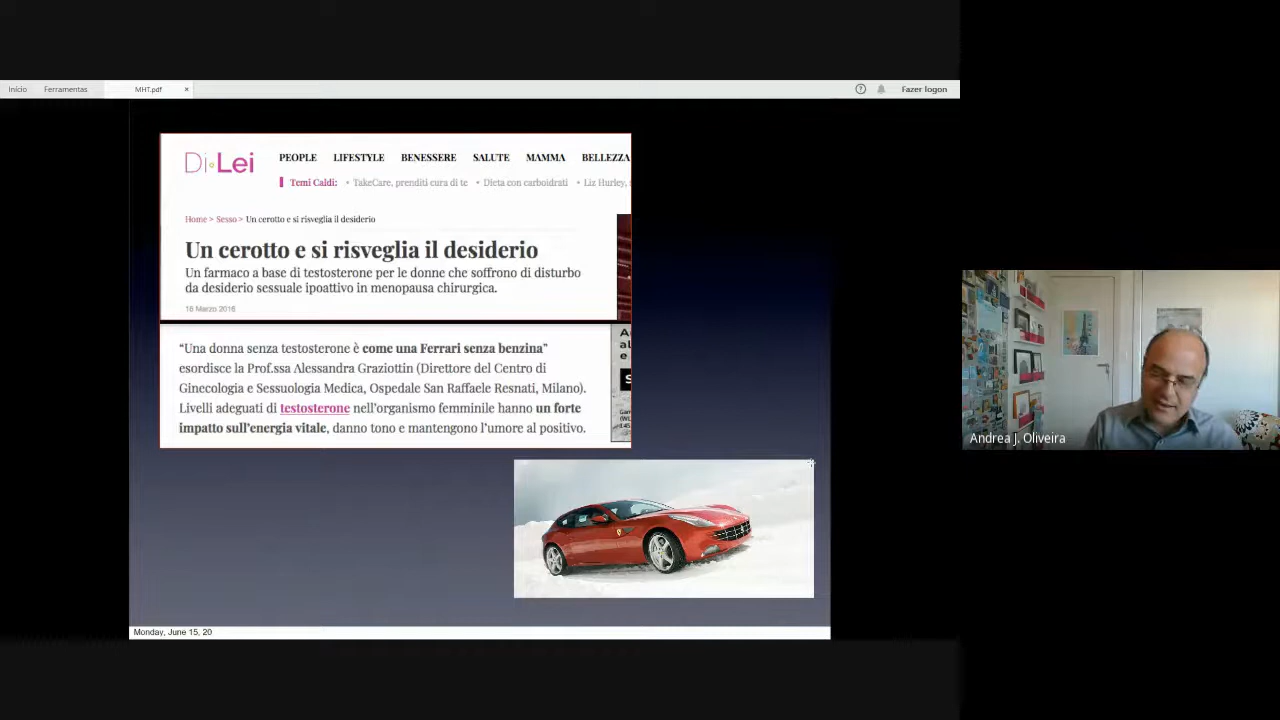 Início Ferramentas MHT.pdf × ? Fazer logon
Di Lei PEOPLE LIFESTYLE BENESSERE SALUTE MAMMA BELLEZZA
Temi Caldi: • TakeCare, prenditi cura di te • Dieta con carboidrati • Liz Hurley,
Home > Sesso > Un cerotto e si risveglia il desiderio
Un cerotto e si risveglia il desiderio
Un farmaco a base di testosterone per le donne che soffrono di disturbo
da desiderio sessuale ipoattivo in menopausa chirurgica.
“Una donna senza testosterone è come una Ferrari senza benzina”
esordisce la Prof.ssa Alessandra Graziottin (Direttore del Centro di
Ginecologia e Sessuologia Medica, Ospedale San Raffaele Resnati, Milano).
Livelli adeguati di testosterone nell’organismo femminile hanno un forte
impatto sull’energia vitale, danno tono e mantengono l’umore al positivo.
Andrea J. Oliveira
Monday, June 15, 20